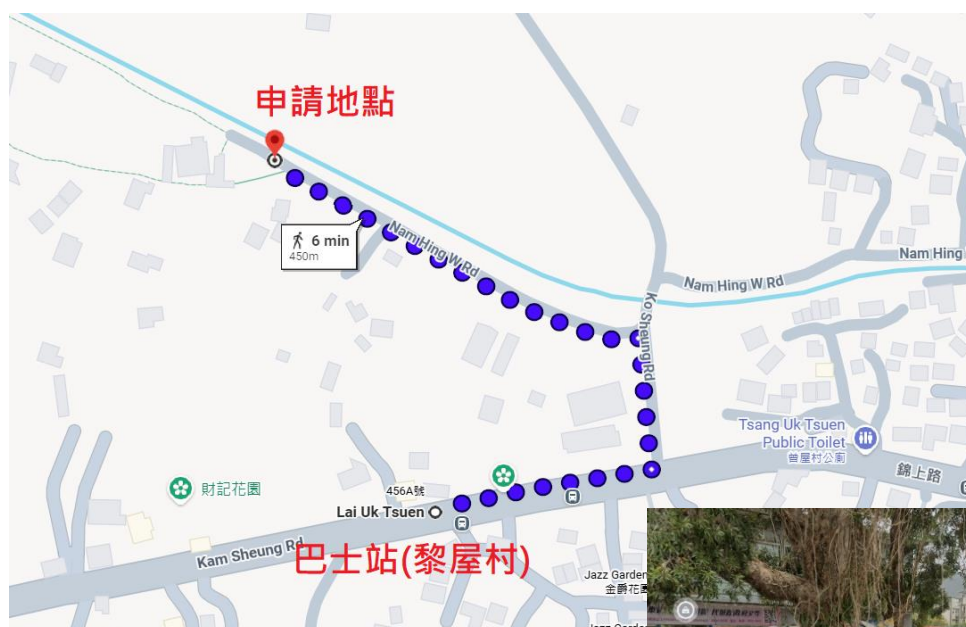 申請地點
6 min
450m
Nam Hing W Rd
Nam Hing
Nam Hing W Rd
Ko Sheung Rd
Tsang Uk Tsuen
Public Toilet
曾屋村公廁
錦上路
財記花園
456A號
Lai Uk Tsuen
Kam Sheung Rd
巴士站(黎屋村)
Jazz Garden
金爵花園